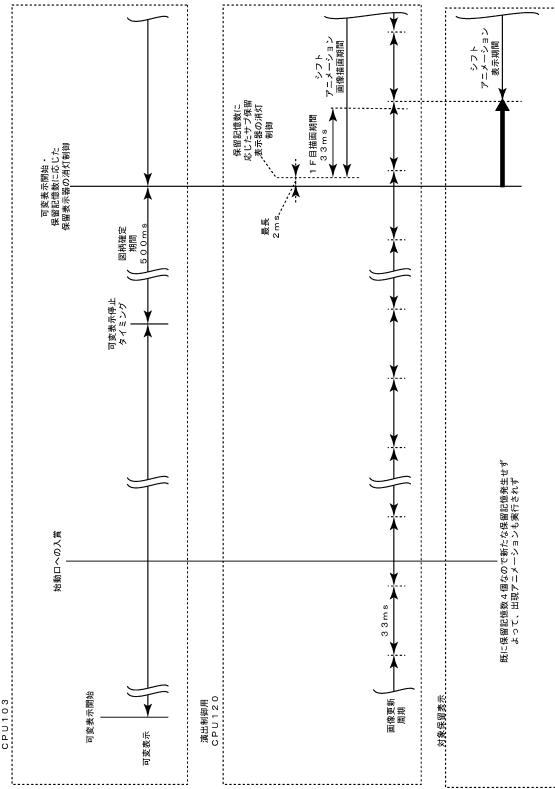 CPU103
可変表示開始
可変表示
始動口への入賞
可変表示停止
タイミング
図柄確定
期間
500ms
可変表示開始・
保留記憶数に応じた
保留表示器の消灯制御
演出制御用
CPU120
画像更新
周期
33ms
最長
2ms
保留記憶数に
応じたサブ保留
表示器の消灯
制御
1F目描画期間
33ms
シフト
アニメーション
画像描画期間
対象保留表示
既に保留記憶数4個なので新たな保留記憶発生せず
よって、出現アニメーションも実行されず
シフト
アニメーション
表示期間